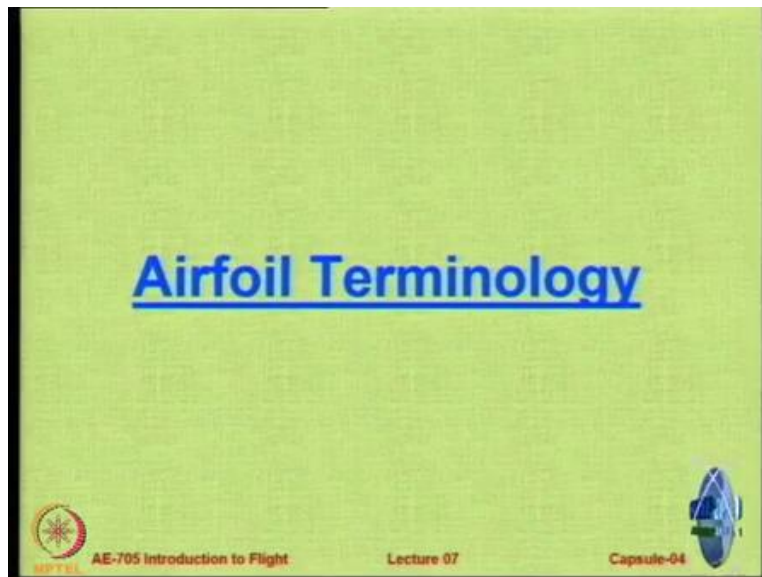 Airfoil Terminology
NPTEL
AE-705 Introduction to Flight
Lecture 07
Capsule-04